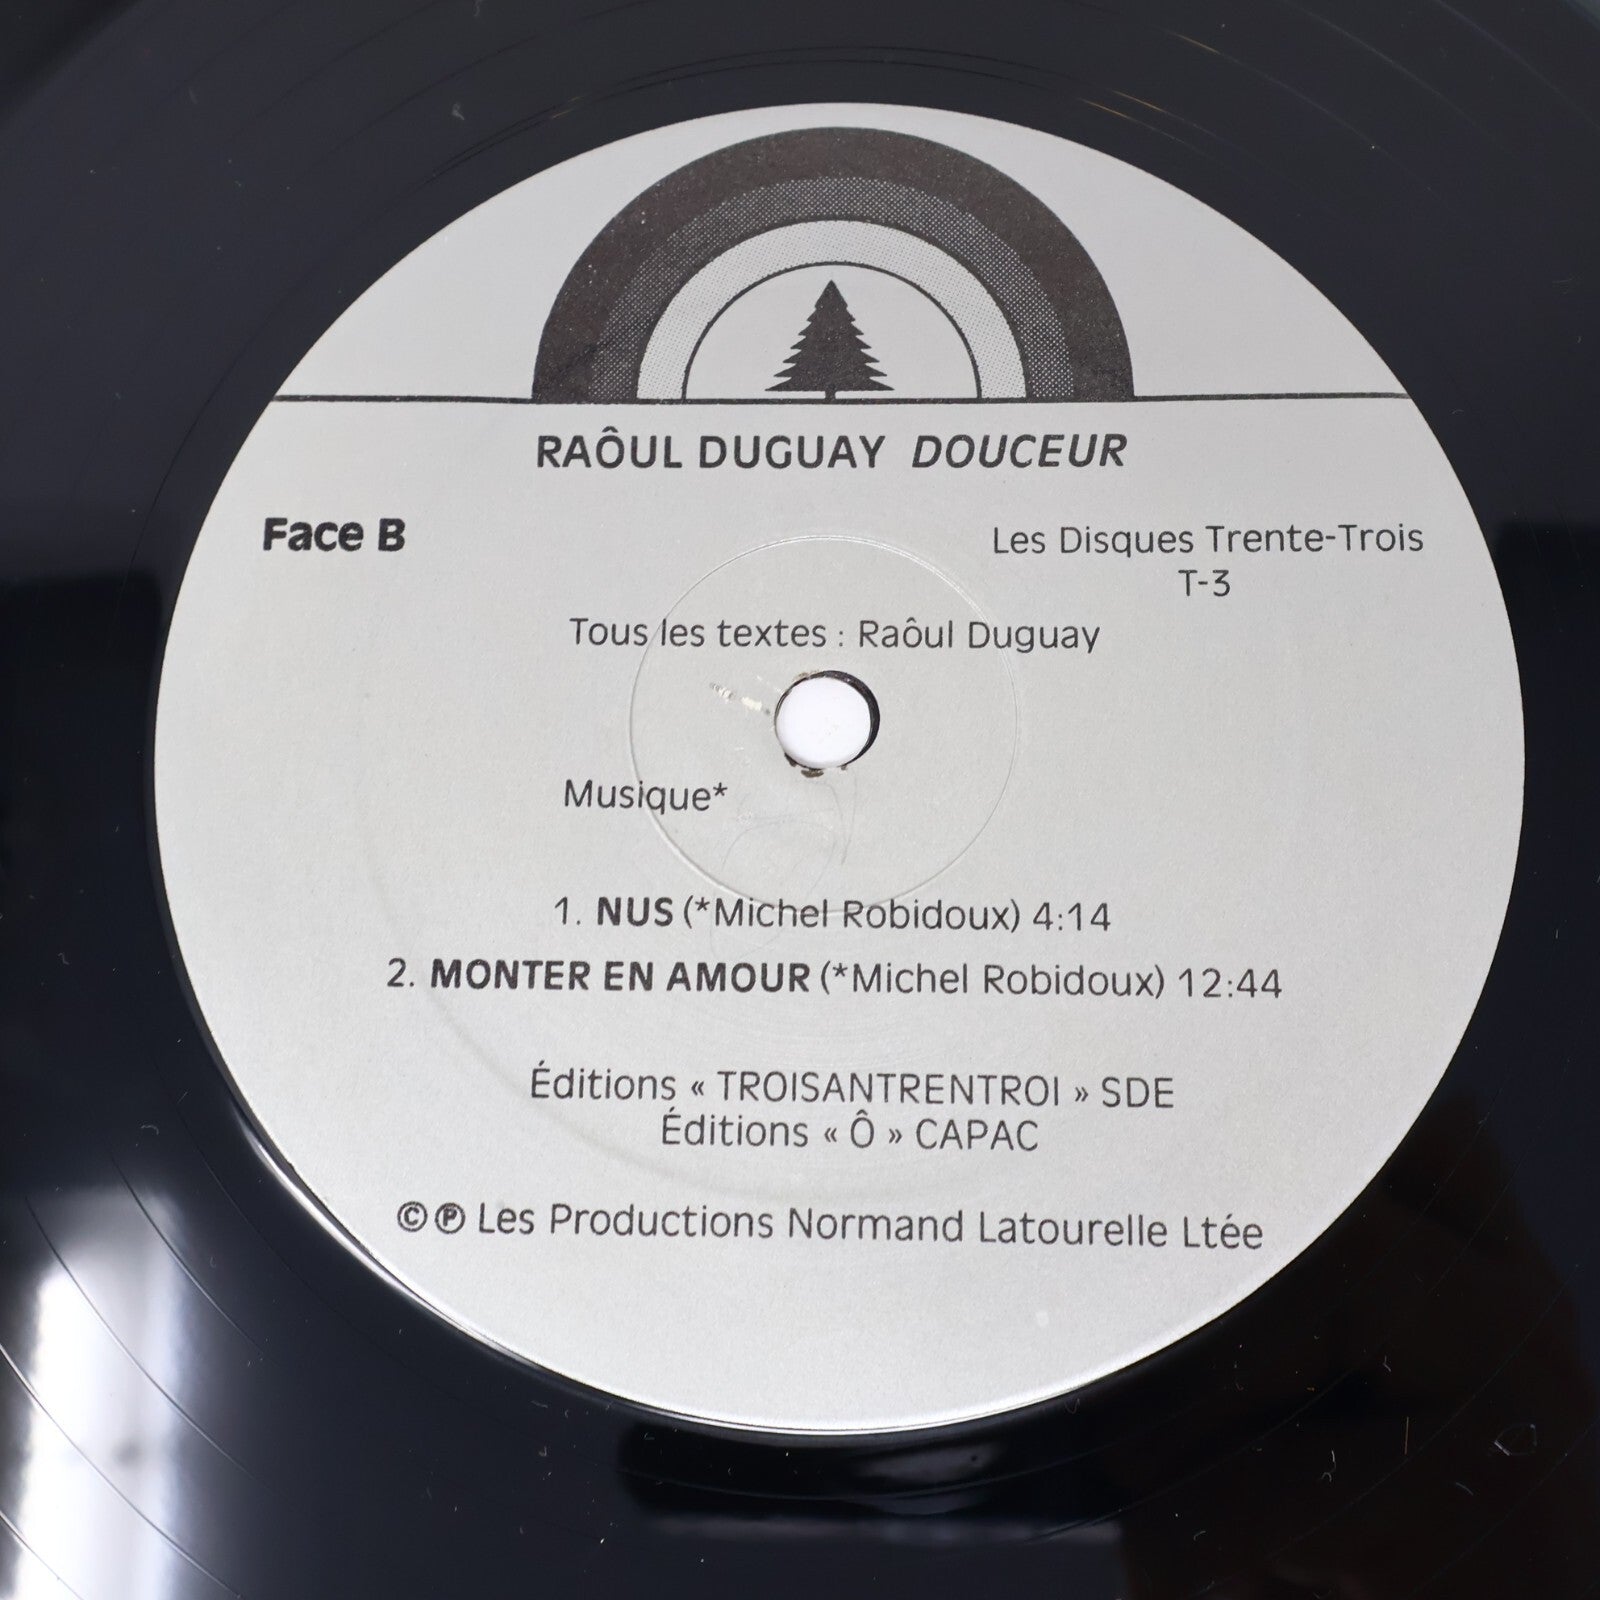 RAÔUL DUGUAY DOUCEUR
Face B
Les Disques Trente-Trois
T-3
Tous les textes : Raôul Duguay
Musique*
1. NUS (*Michel Robidoux) 4:14
2. MONTER EN AMOUR (*Michel Robidoux) 12:44
Éditions « TROISANTRENTROI » SDE
Éditions « Ô » CAPAC
©℗ Les Productions Normand Latourelle Ltée